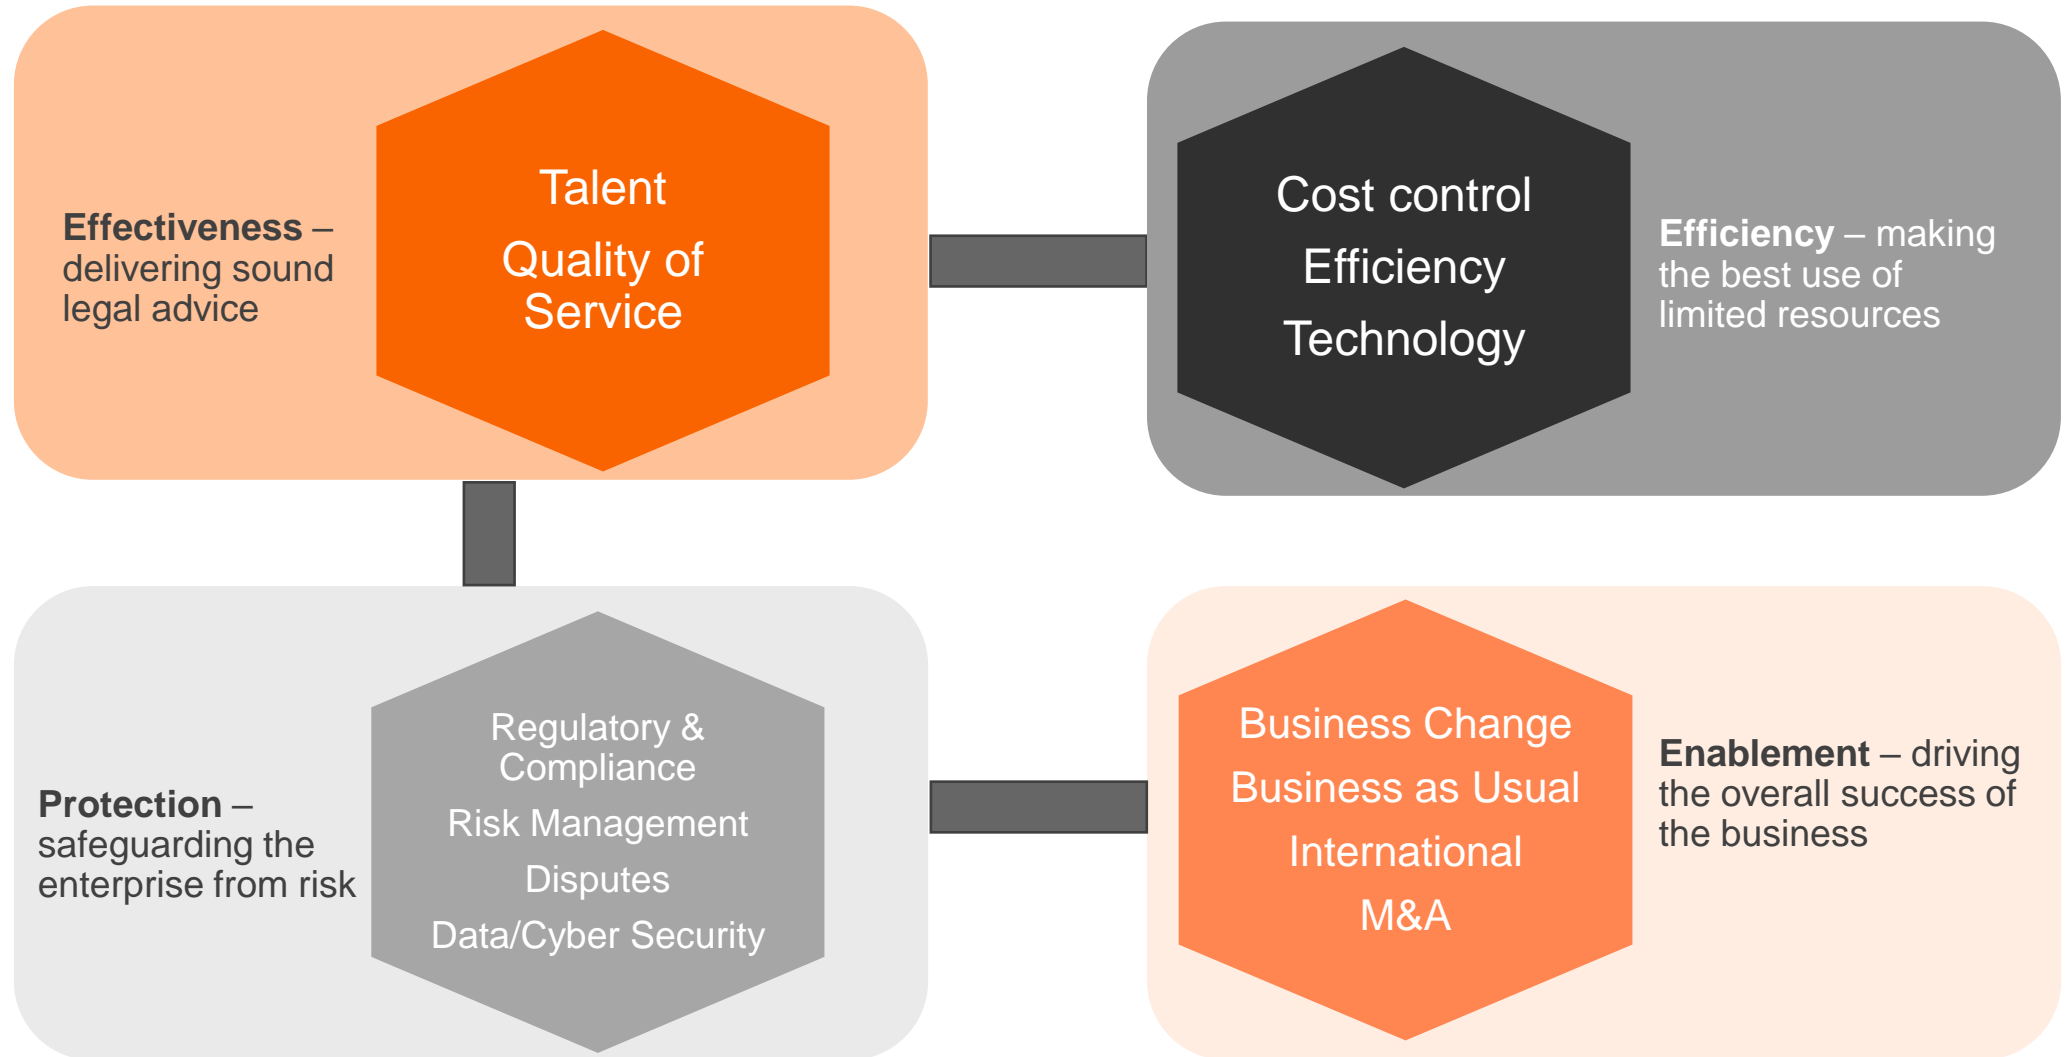 Effectiveness –
delivering sound
legal advice
Talent
Quality of
Service
Cost control
Efficiency
Technology
Efficiency – making
the best use of
limited resources
Protection –
safeguarding the
enterprise from risk
Regulatory &
Compliance
Risk Management
Disputes
Data/Cyber Security
Business Change
Business as Usual
International
M&A
Enablement – driving
the overall success of
the business